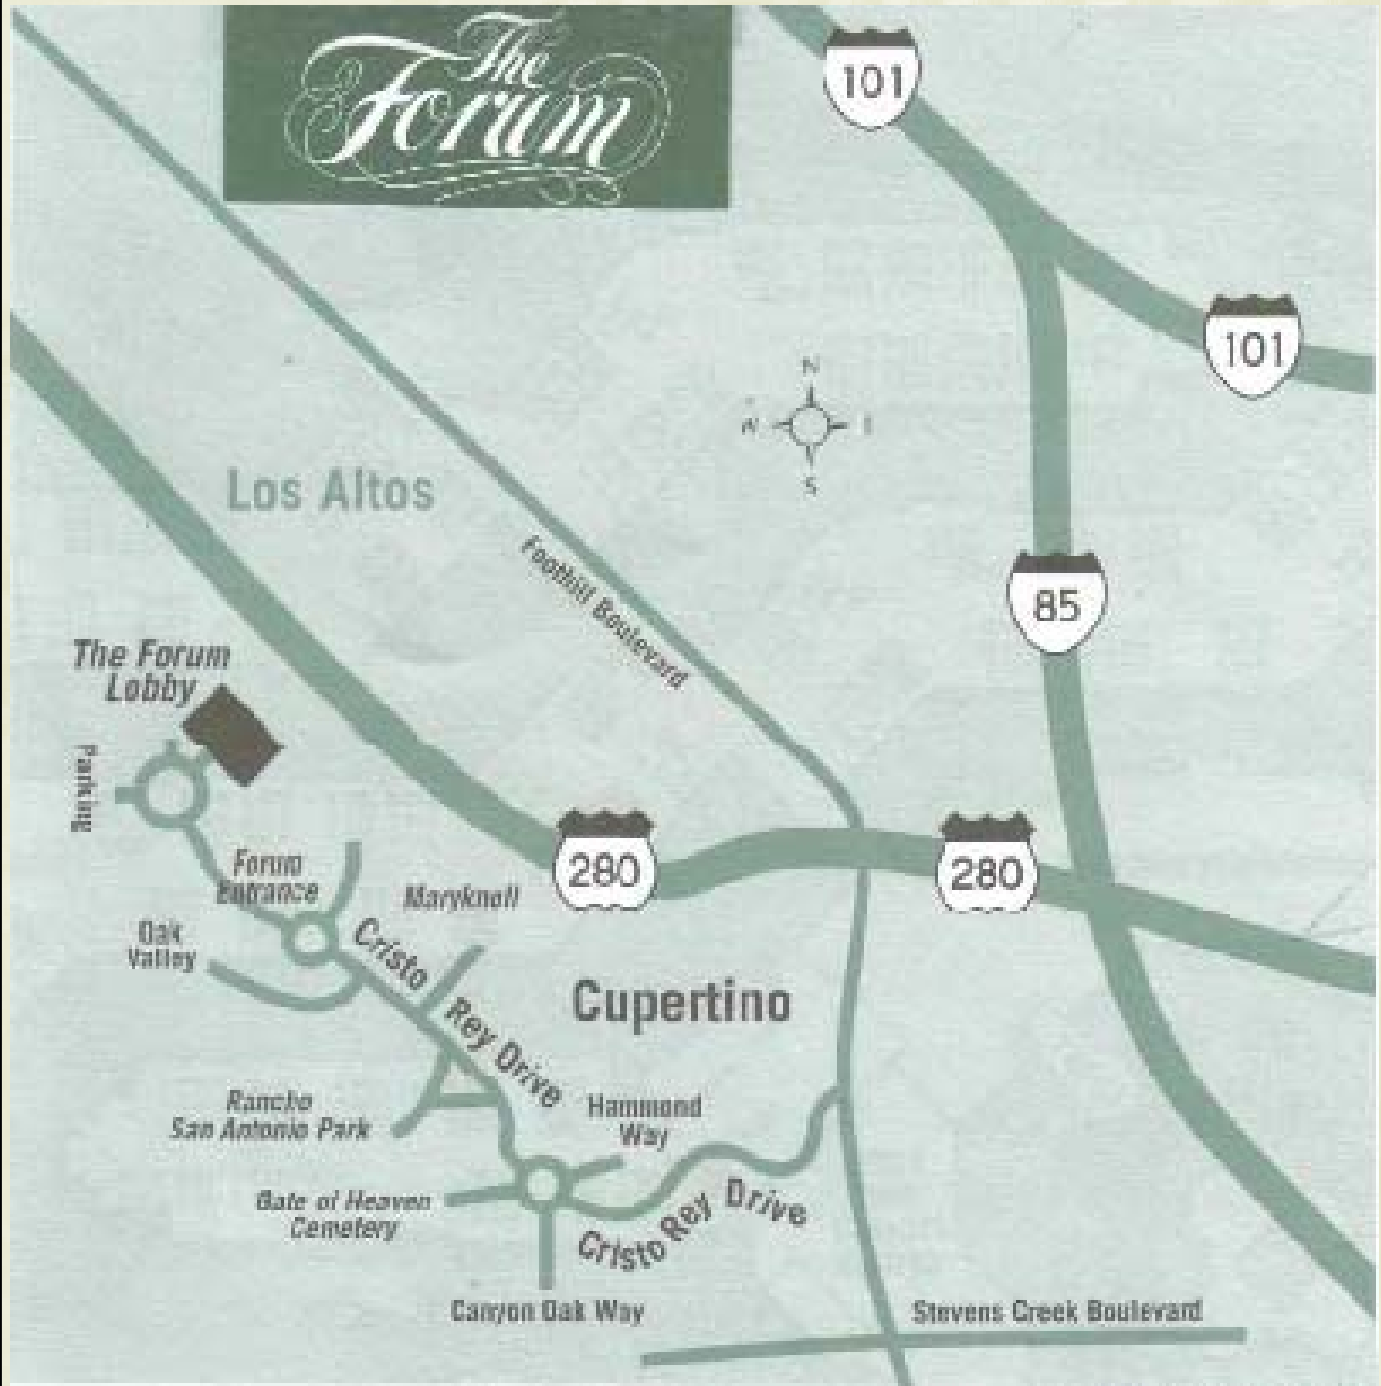 The
Forum
101
101
N
W E
S
Los Altos
Foothill Boulevard
85
The Forum
Lobby
Parking
280
280
Forum
Entrance
Maryknoll
Oak
Valley
Cristo Rey Drive
Cupertino
Rancho
San Antonio Park
Hammond
Way
Gate of Heaven
Cemetery
Cristo Rey Drive
Canyon Oak Way
Stevens Creek Boulevard